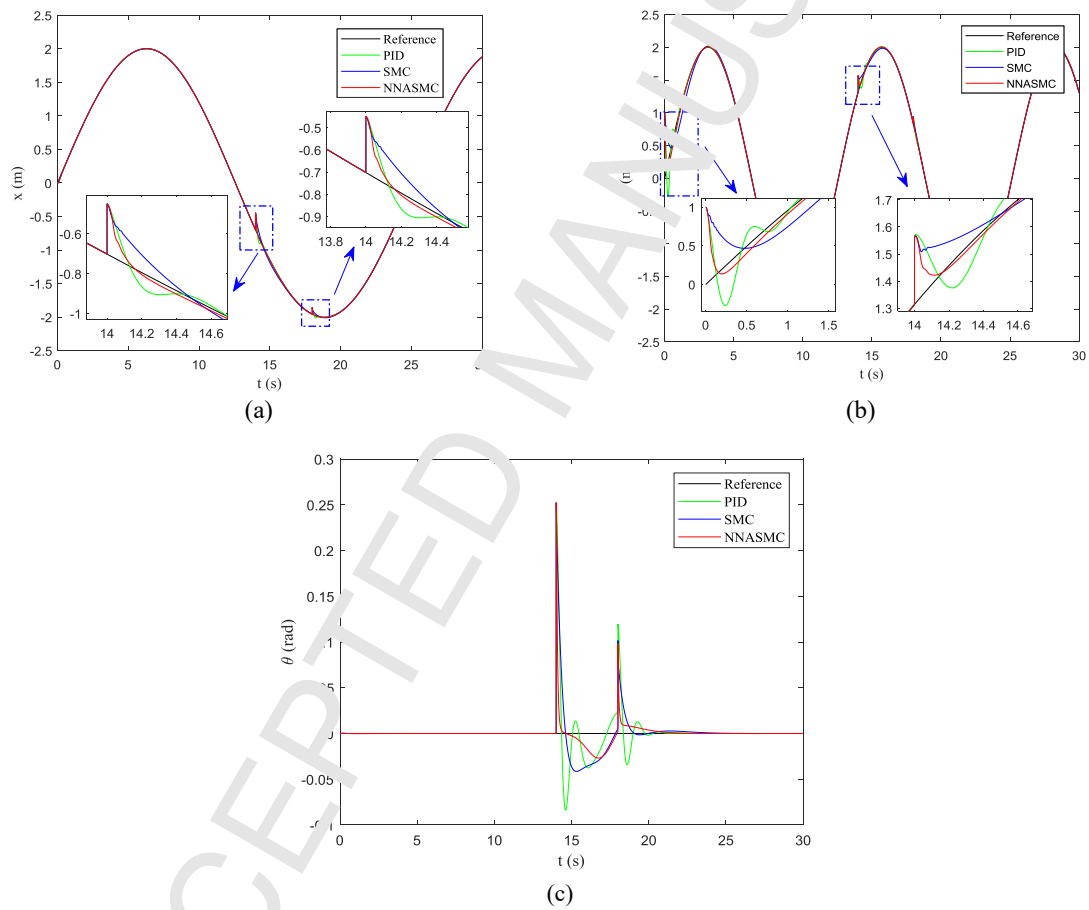 ACCEPTED MANUS
2.5
2
1.5
1
0.5
0
-0.5
-1
-1.5
-2
-2.5
x (m)
Reference
PID
SMC
NNASMC
-0.5
-0.6
-0.7
-0.8
-0.9
13.8 14 14.2 14.4
-0.6
-0.8
-1
14 14.2 14.4 14.6
0 5 10 15 20 25 30
t (s)
(a)
2.5
2
1.5
1
0.5
0
-0.5
-1
-1.5
-2
-2.5
Reference
PID
SMC
NNASMC
0.5
0
0 0.5 1 1.5
1.7
1.6
1.5
1.4
1.3
14 14.2 14.4 14.6
0 5 10 15 20 25 30
t (s)
(b)
0.3
0.25
0.2
0.15
0.1
0.05
0
-0.05
θ (rad)
Reference
PID
SMC
NNASMC
0 5 10 15 20 25 30
t (s)
(c)